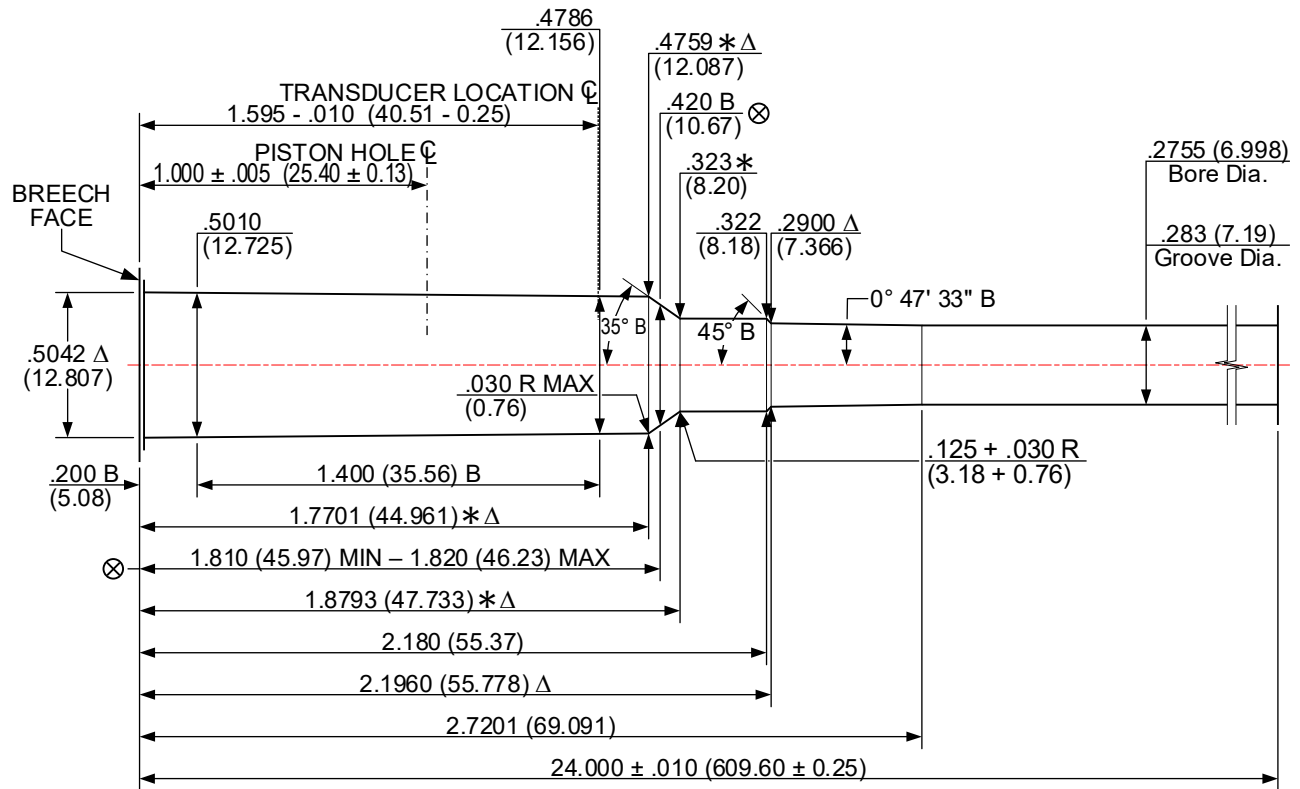 .4786
(12.156)
.4759 * Δ
(12.087)
TRANSDUCER LOCATION ℄
1.595 - .010 (40.51 - 0.25)
.420 B ⊗
(10.67)
PISTON HOLE ℄
1.000 ± .005 (25.40 ± 0.13)
.323 *
(8.20)
.2755 (6.998)
Bore Dia.
BREECH
FACE
.5010
(12.725)
.322
(8.18)
.2900 Δ
(7.366)
.283 (7.19)
Groove Dia.
0° 47' 33" B
35° B
45° B
.5042 Δ
(12.807)
.030 R MAX
(0.76)
.125 + .030 R
(3.18 + 0.76)
.200 B
(5.08)
1.400 (35.56) B
1.7701 (44.961) * Δ
⊗ 1.810 (45.97) MIN – 1.820 (46.23) MAX
1.8793 (47.733) * Δ
2.180 (55.37)
2.1960 (55.778) Δ
2.7201 (69.091)
24.000 ± .010 (609.60 ± 0.25)